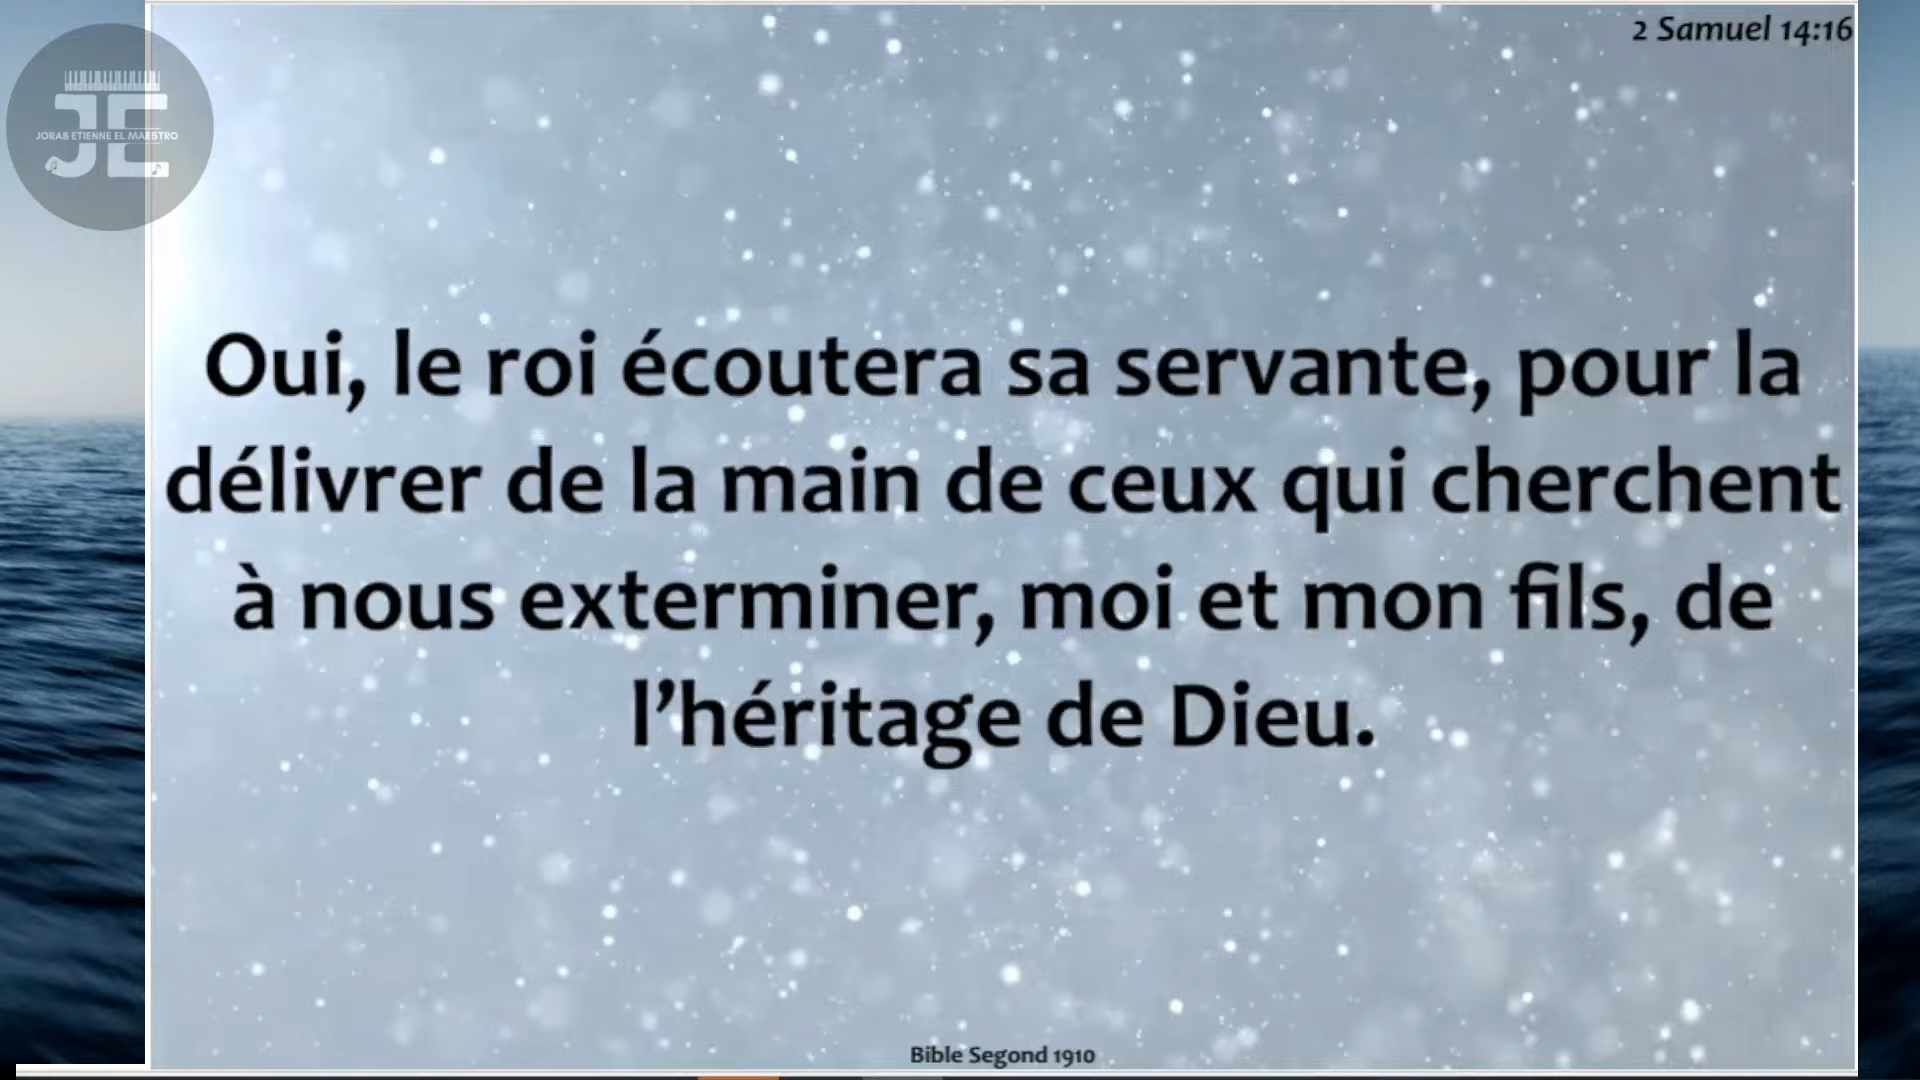 2 Samuel 14:16
JE
JORAB ETIENNE EL MAESTRO
Oui, le roi écoutera sa servante, pour la
délivrer de la main de ceux qui cherchent
à nous exterminer, moi et mon fils, de
l’héritage de Dieu.
Bible Segond 1910